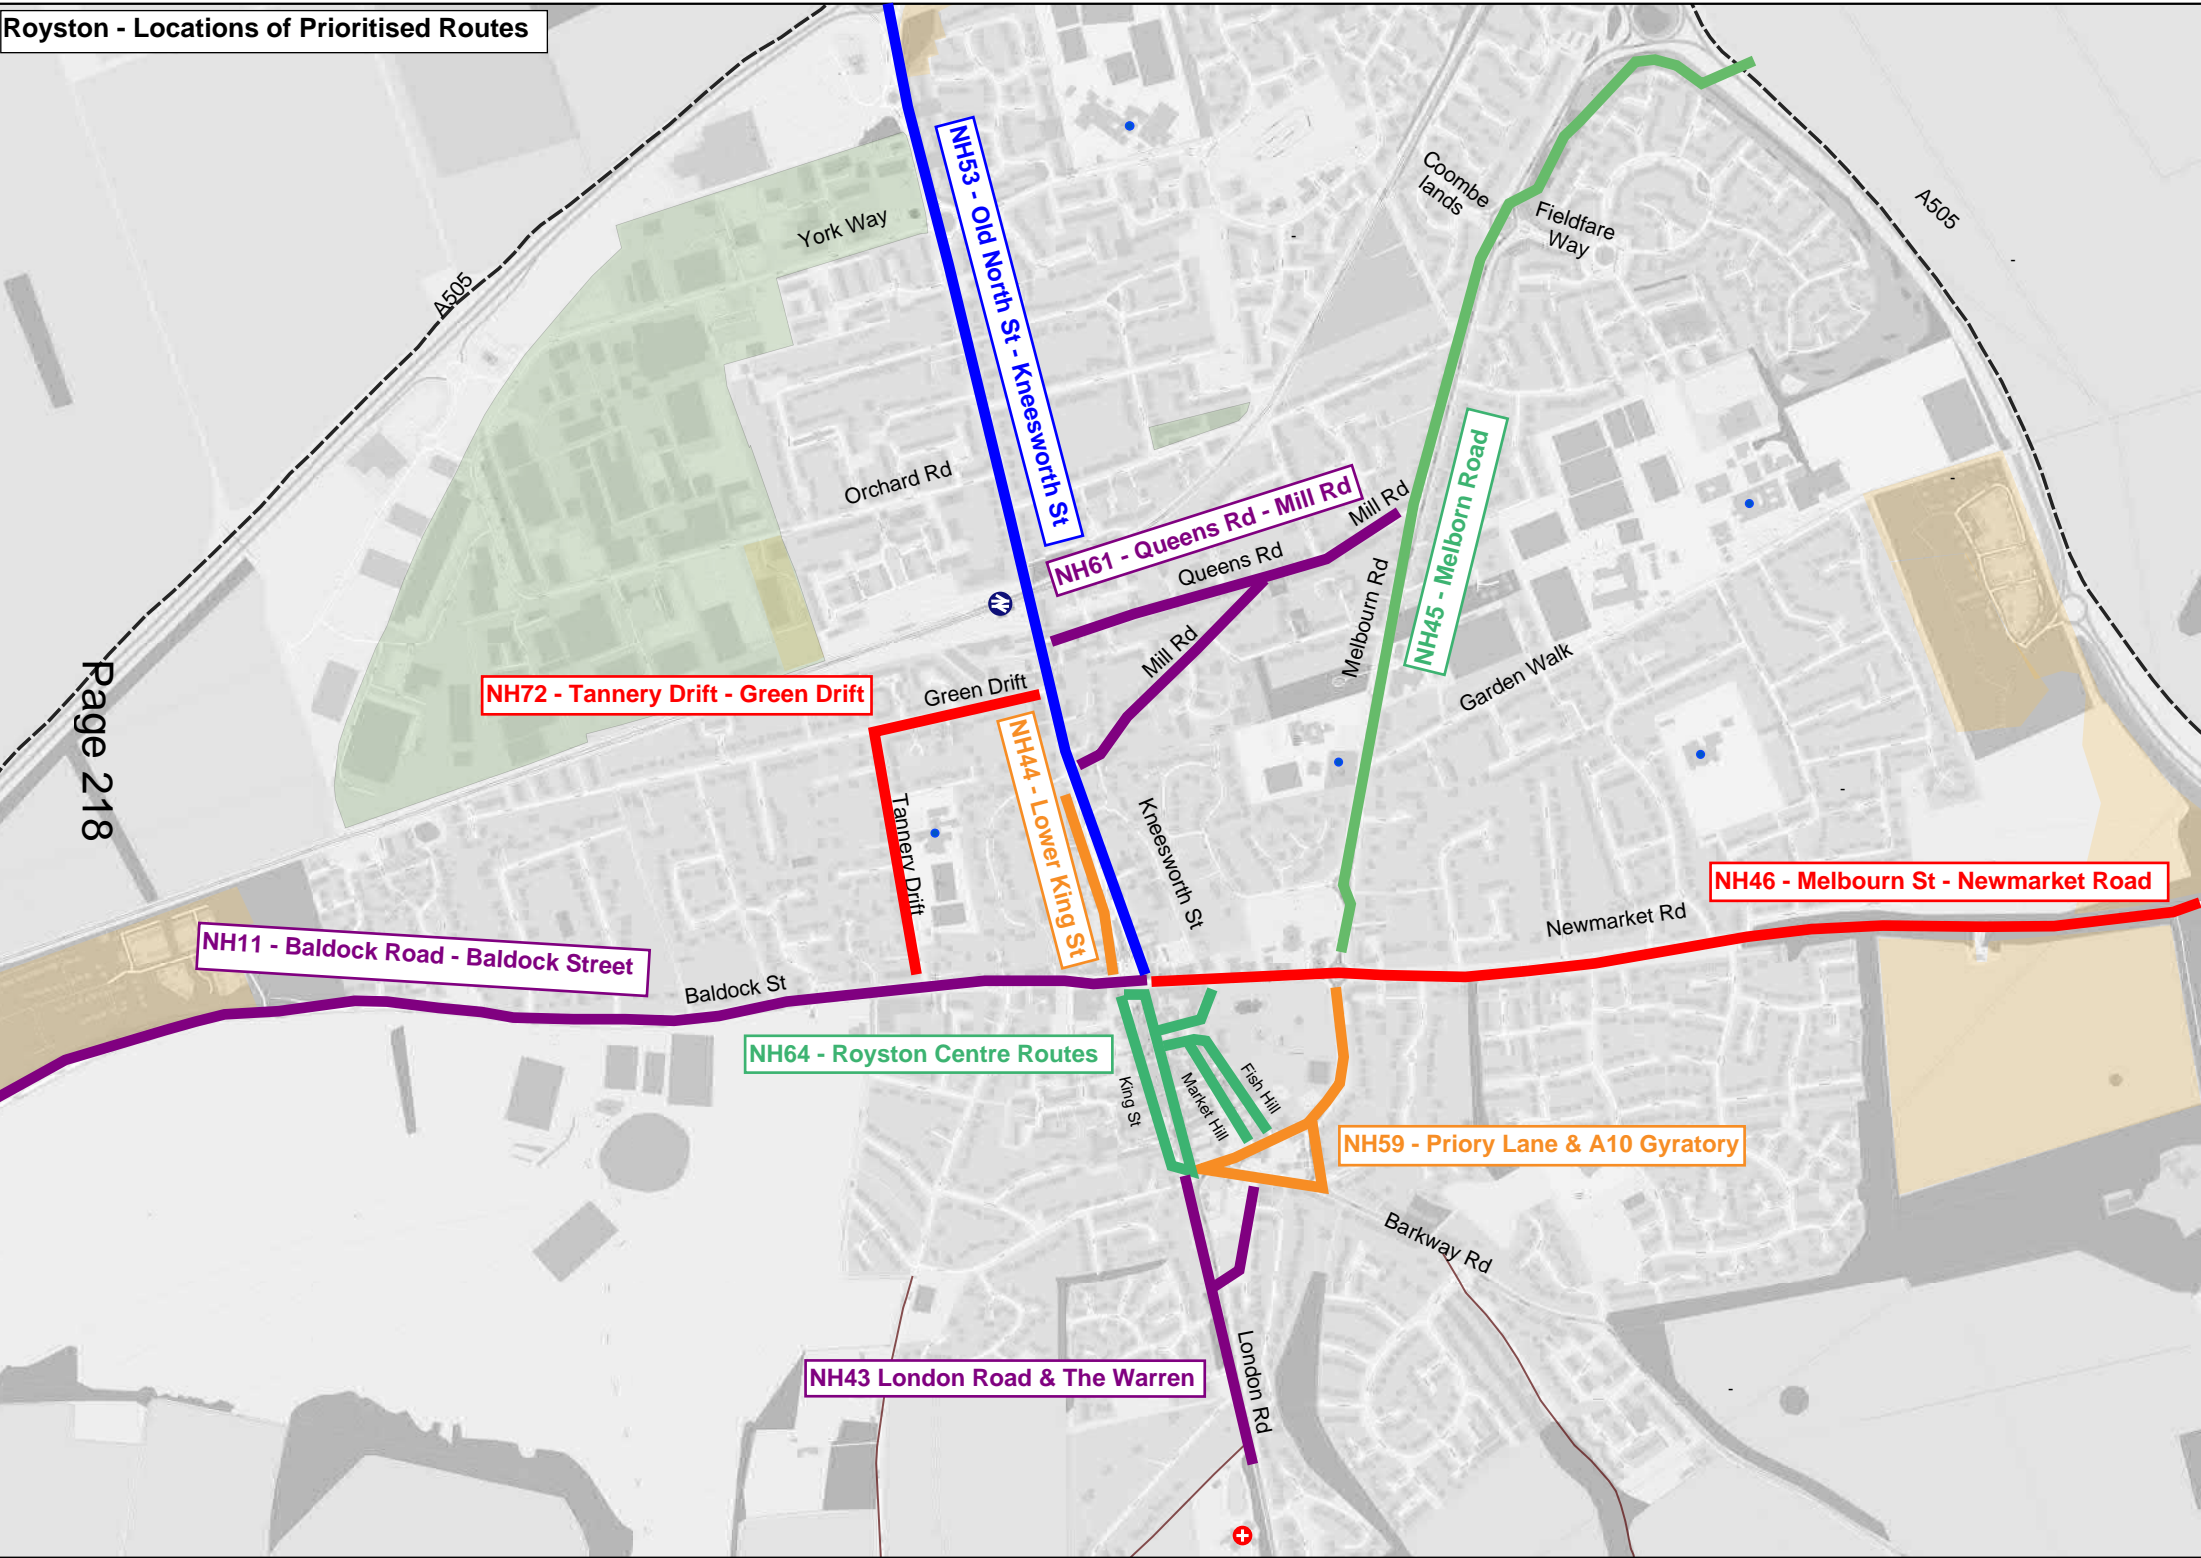 Royston - Locations of Prioritised Routes
NH53 - Old North St - Kneesworth St
Coombe
lands
Fieldfare
Way
A505
York Way
A505
Orchard Rd
NH61 - Queens Rd - Mill Rd
Mill Rd
Queens Rd
NH45 - Melborn Road
Melbourn Rd
Mill Rd
Garden Walk
Page 218
NH72 - Tannery Drift - Green Drift
Green Drift
NH44 - Lower King St
Tannery Drift
Kneesworth St
NH46 - Melbourn St - Newmarket Road
Newmarket Rd
NH11 - Baldock Road - Baldock Street
Baldock St
NH64 - Royston Centre Routes
King St
Market Hill
Fish Hill
NH59 - Priory Lane & A10 Gyratory
Barkway Rd
NH43 London Road & The Warren
London Rd